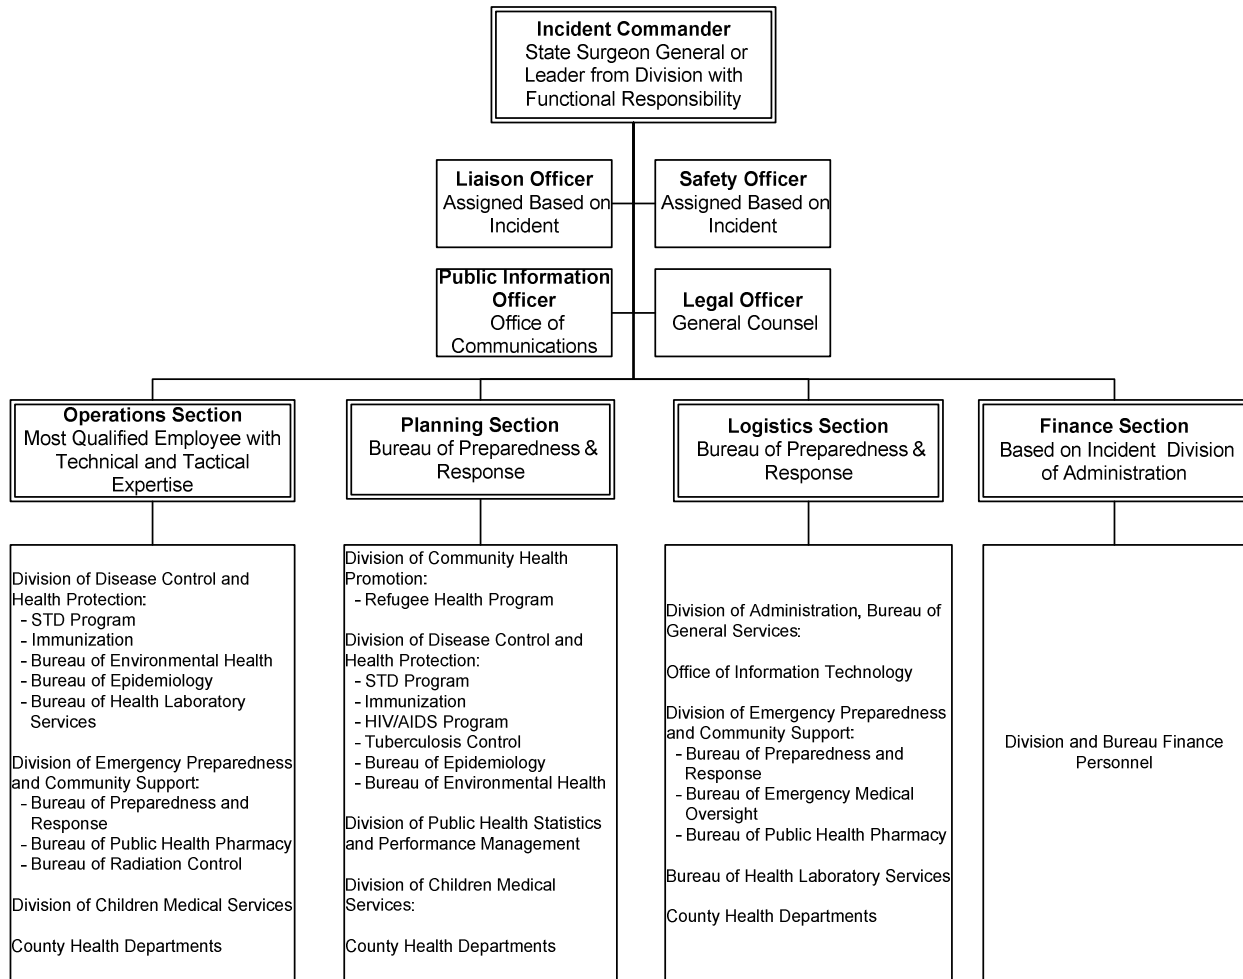 Incident Commander
State Surgeon General or
Leader from Division with
Functional Responsibility
Liaison Officer
Assigned Based on
Incident
Safety Officer
Assigned Based on
Incident
Public Information
Officer
Office of
Communications
Legal Officer
General Counsel
Operations Section
Most Qualified Employee with
Technical and Tactical
Expertise
Planning Section
Bureau of Preparedness &
Response
Logistics Section
Bureau of Preparedness &
Response
Finance Section
Based on Incident  Division
of Administration
Division of Disease Control and
Health Protection:
- STD Program
- Immunization
- Bureau of Environmental Health
- Bureau of Epidemiology
- Bureau of Health Laboratory
Services
Division of Emergency Preparedness
and Community Support:
- Bureau of Preparedness and
Response
- Bureau of Public Health Pharmacy
- Bureau of Radiation Control
Division of Children Medical Services
County Health Departments
Division of Community Health
Promotion:
- Refugee Health Program
Division of Disease Control and
Health Protection:
- STD Program
- Immunization
- HIV/AIDS Program
- Tuberculosis Control
- Bureau of Epidemiology
- Bureau of Environmental Health
Division of Public Health Statistics
and Performance Management
Division of Children Medical
Services:
County Health Departments
Division of Administration, Bureau of
General Services:
Office of Information Technology
Division of Emergency Preparedness
and Community Support:
- Bureau of Preparedness and
Response
- Bureau of Emergency Medical
Oversight
- Bureau of Public Health Pharmacy
Bureau of Health Laboratory Services
County Health Departments
Division and Bureau Finance
Personnel